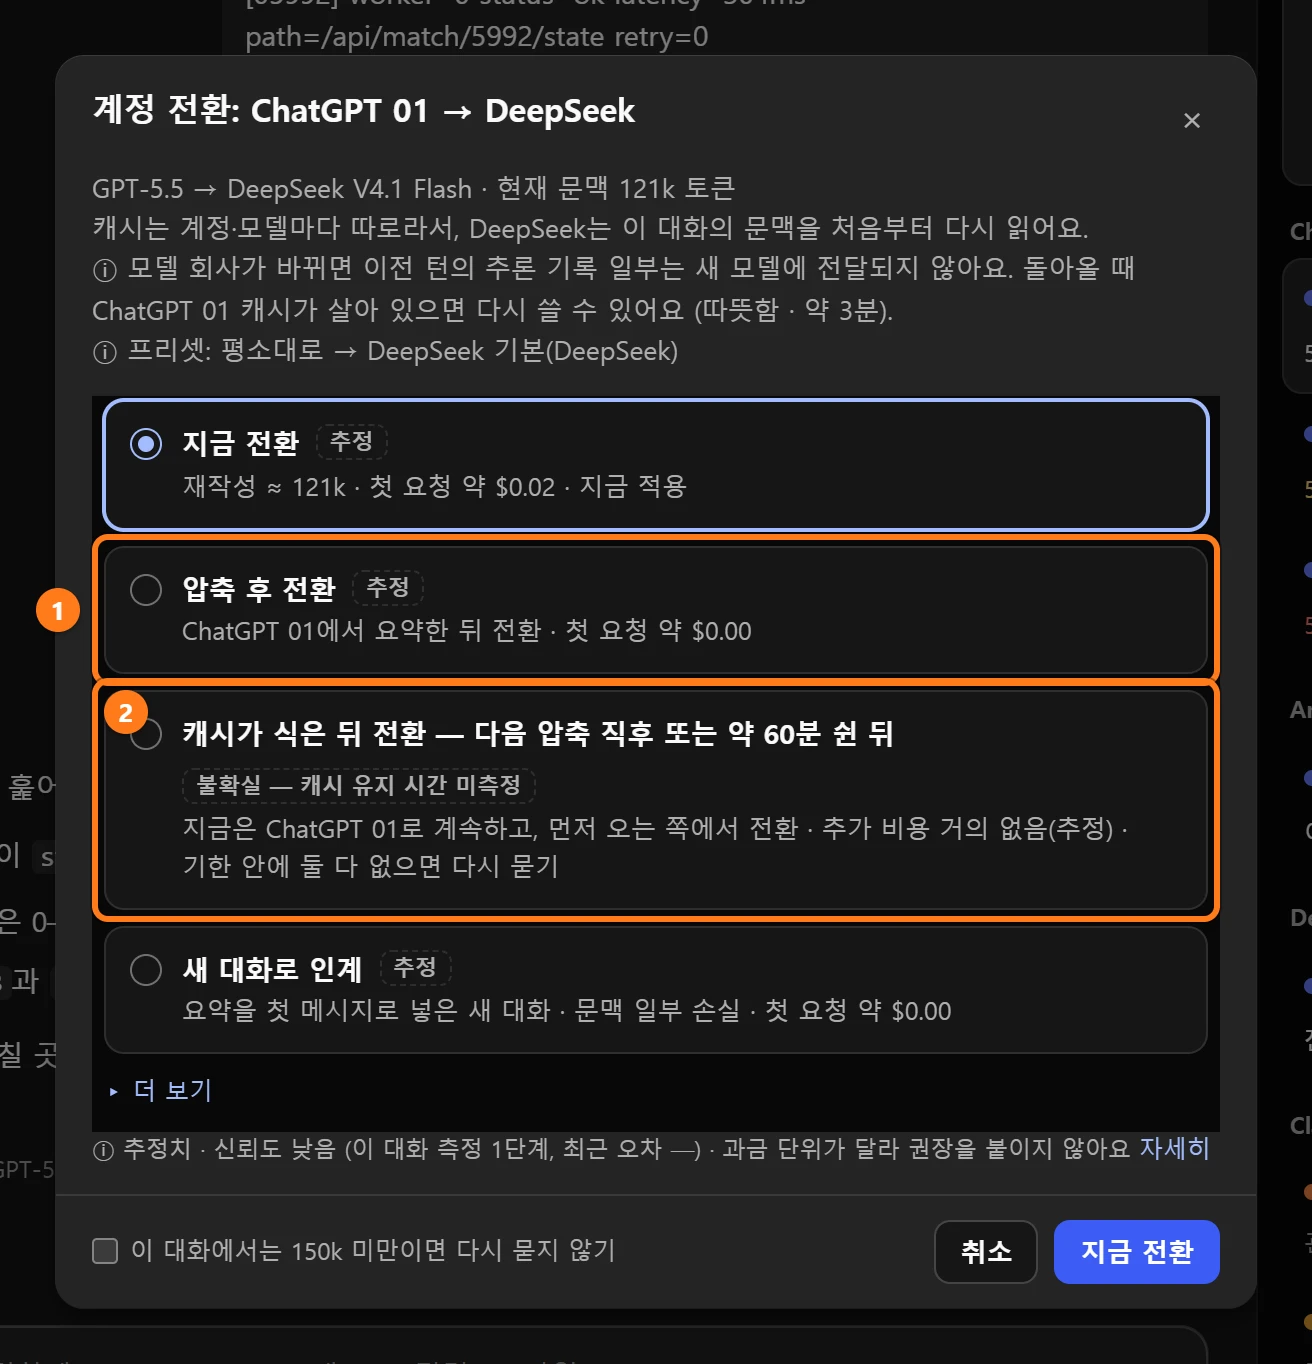 path=/api/match/5992/state retry=0
계정 전환: ChatGPT 01 → DeepSeek
×
GPT-5.5 → DeepSeek V4.1 Flash · 현재 문맥 121k 토큰
캐시는 계정·모델마다 따로라서, DeepSeek는 이 대화의 문맥을 처음부터 다시 읽어요.
ⓘ 모델 회사가 바뀌면 이전 턴의 추론 기록 일부는 새 모델에 전달되지 않아요. 돌아올 때
ChatGPT 01 캐시가 살아 있으면 다시 쓸 수 있어요 (따뜻함 · 약 3분).
ⓘ 프리셋: 평소대로 → DeepSeek 기본(DeepSeek)
지금 전환 추정
재작성 ≈ 121k · 첫 요청 약 $0.02 · 지금 적용
1
압축 후 전환 추정
ChatGPT 01에서 요약한 뒤 전환 · 첫 요청 약 $0.00
2
캐시가 식은 뒤 전환 — 다음 압축 직후 또는 약 60분 쉰 뒤
불확실 — 캐시 유지 시간 미측정
지금은 ChatGPT 01로 계속하고, 먼저 오는 쪽에서 전환 · 추가 비용 거의 없음(추정) ·
기한 안에 둘 다 없으면 다시 묻기
새 대화로 인계 추정
요약을 첫 메시지로 넣은 새 대화 · 문맥 일부 손실 · 첫 요청 약 $0.00
▸ 더 보기
ⓘ 추정치 · 신뢰도 낮음 (이 대화 측정 1단계, 최근 오차 —) · 과금 단위가 달라 권장을 붙이지 않아요 자세히
이 대화에서는 150k 미만이면 다시 묻지 않기
취소
지금 전환